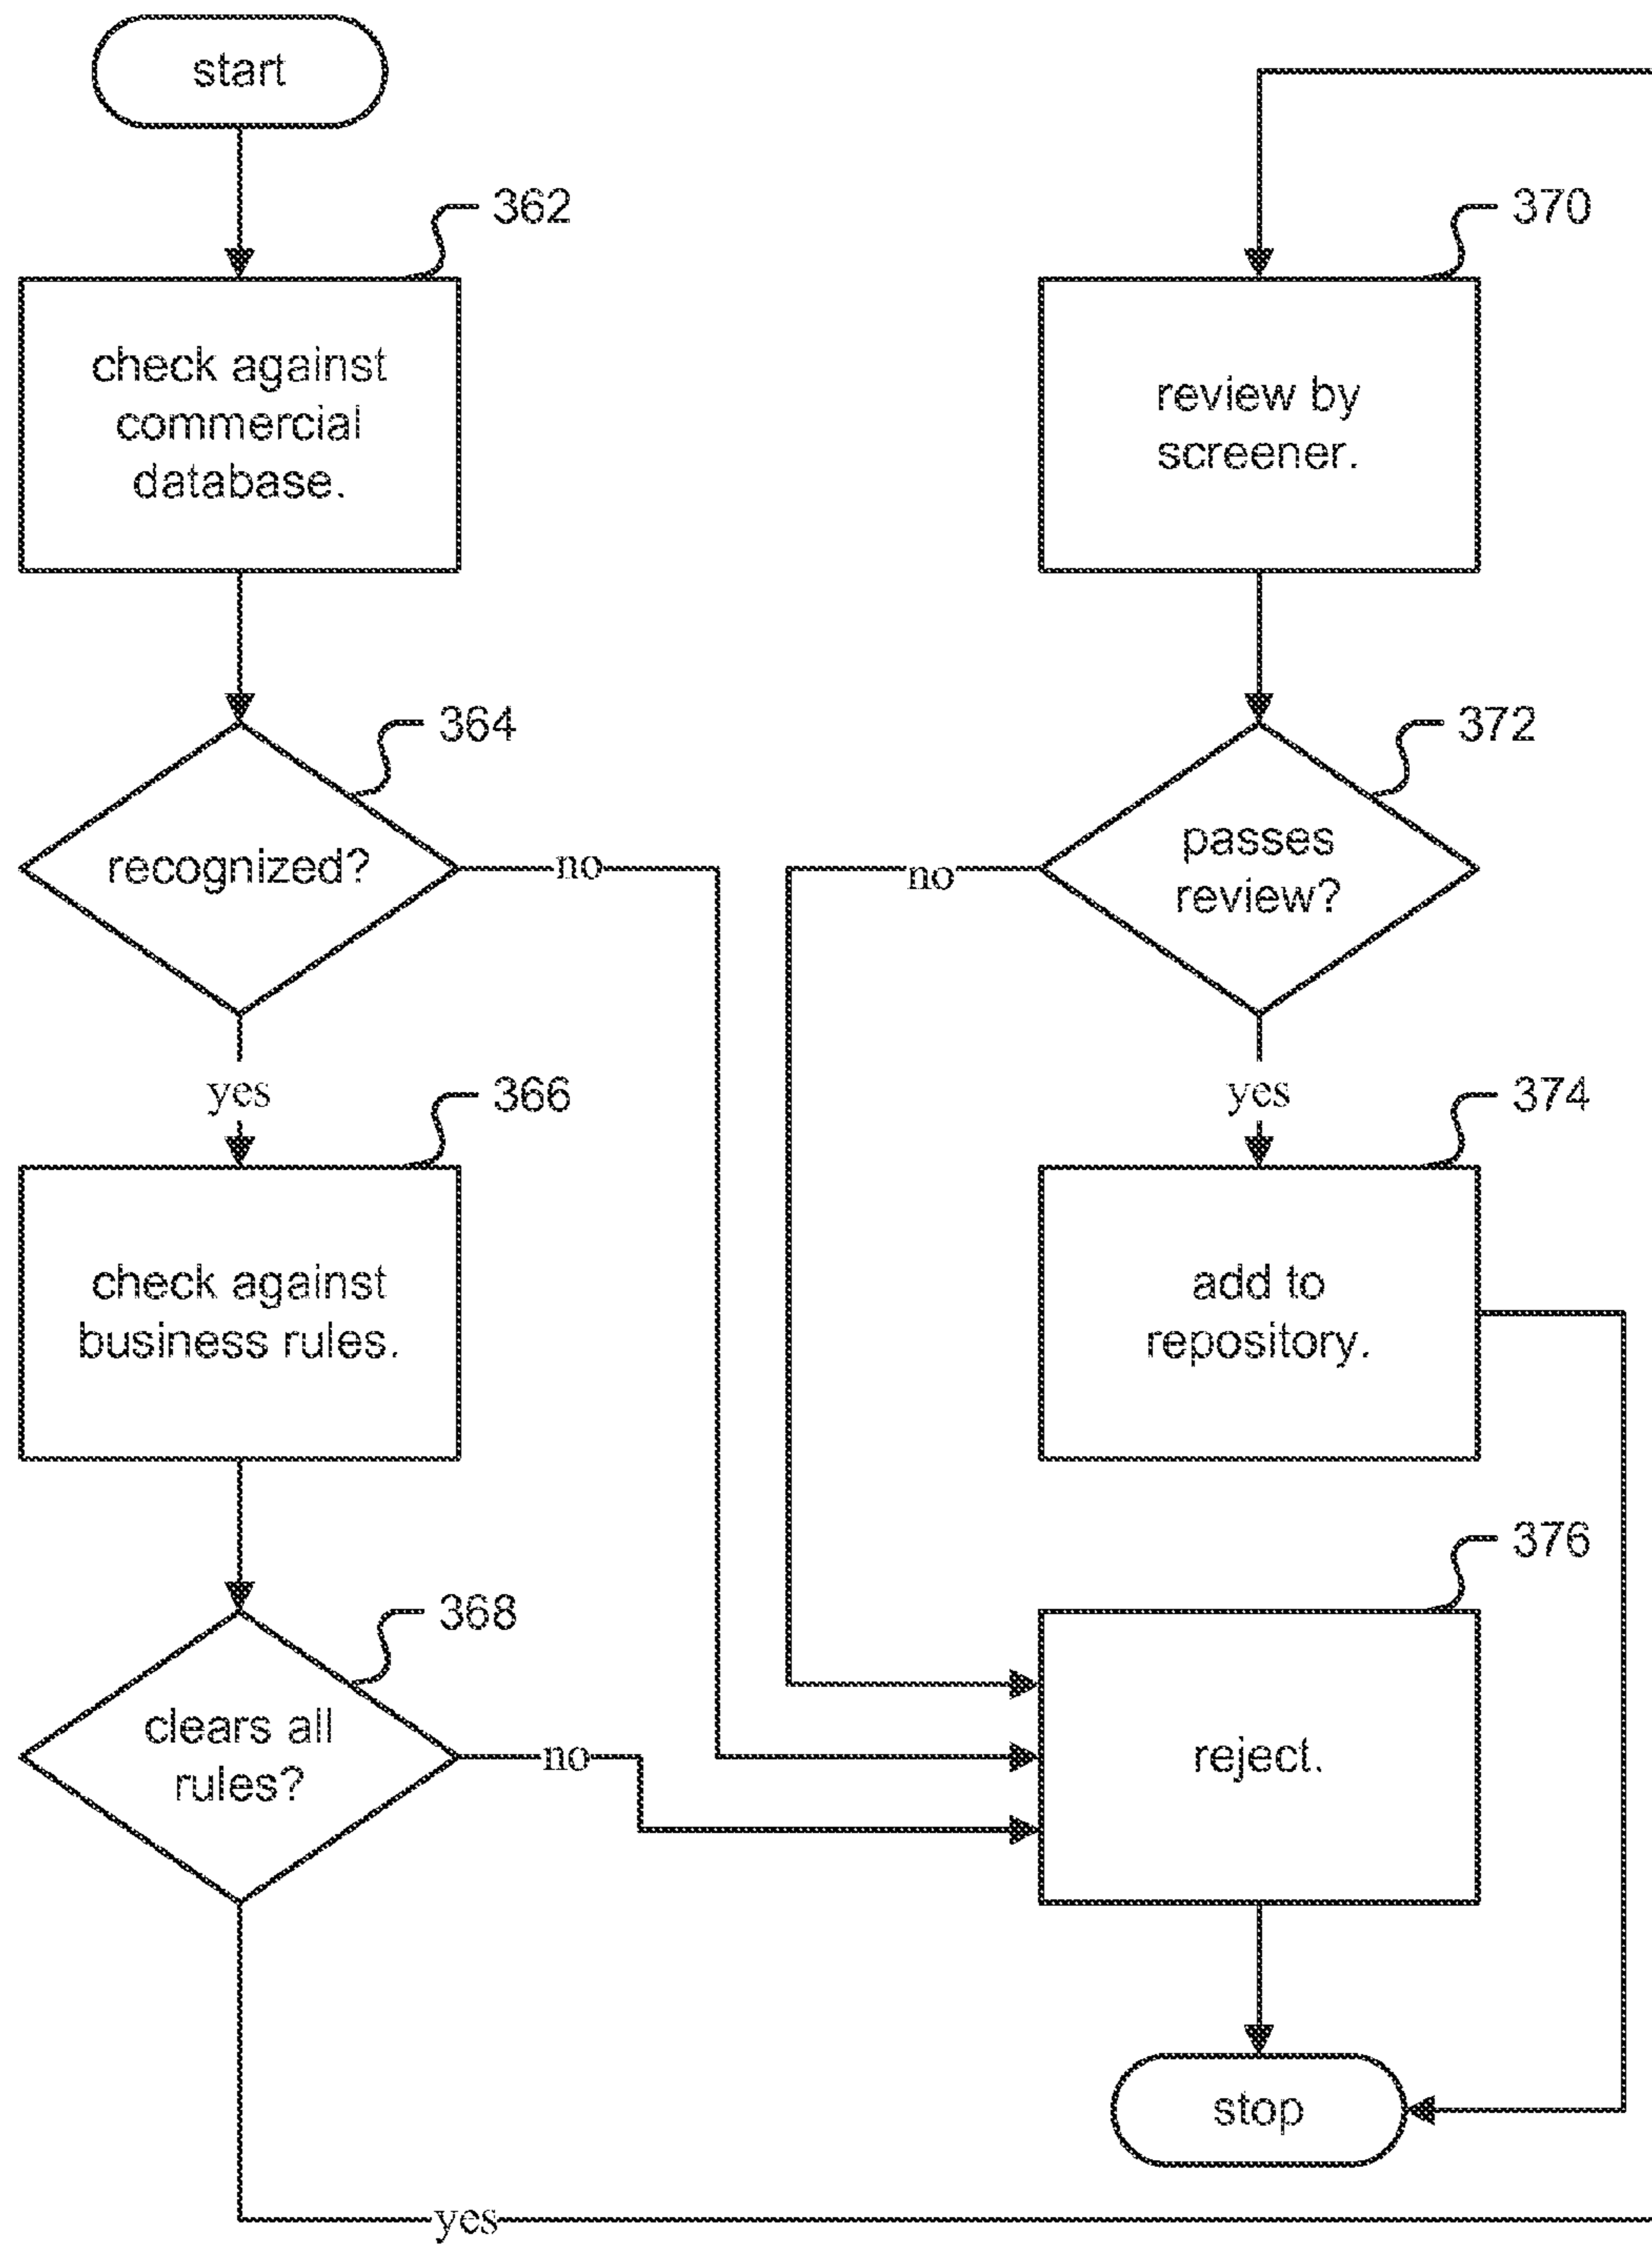 start
362
check against
commercial
database.
364
recognized?
no
yes
366
check against
business rules.
368
clears all
rules?
no
yes
370
review by
screener.
372
passes
review?
no
yes
374
add to
repository.
376
reject.
stop